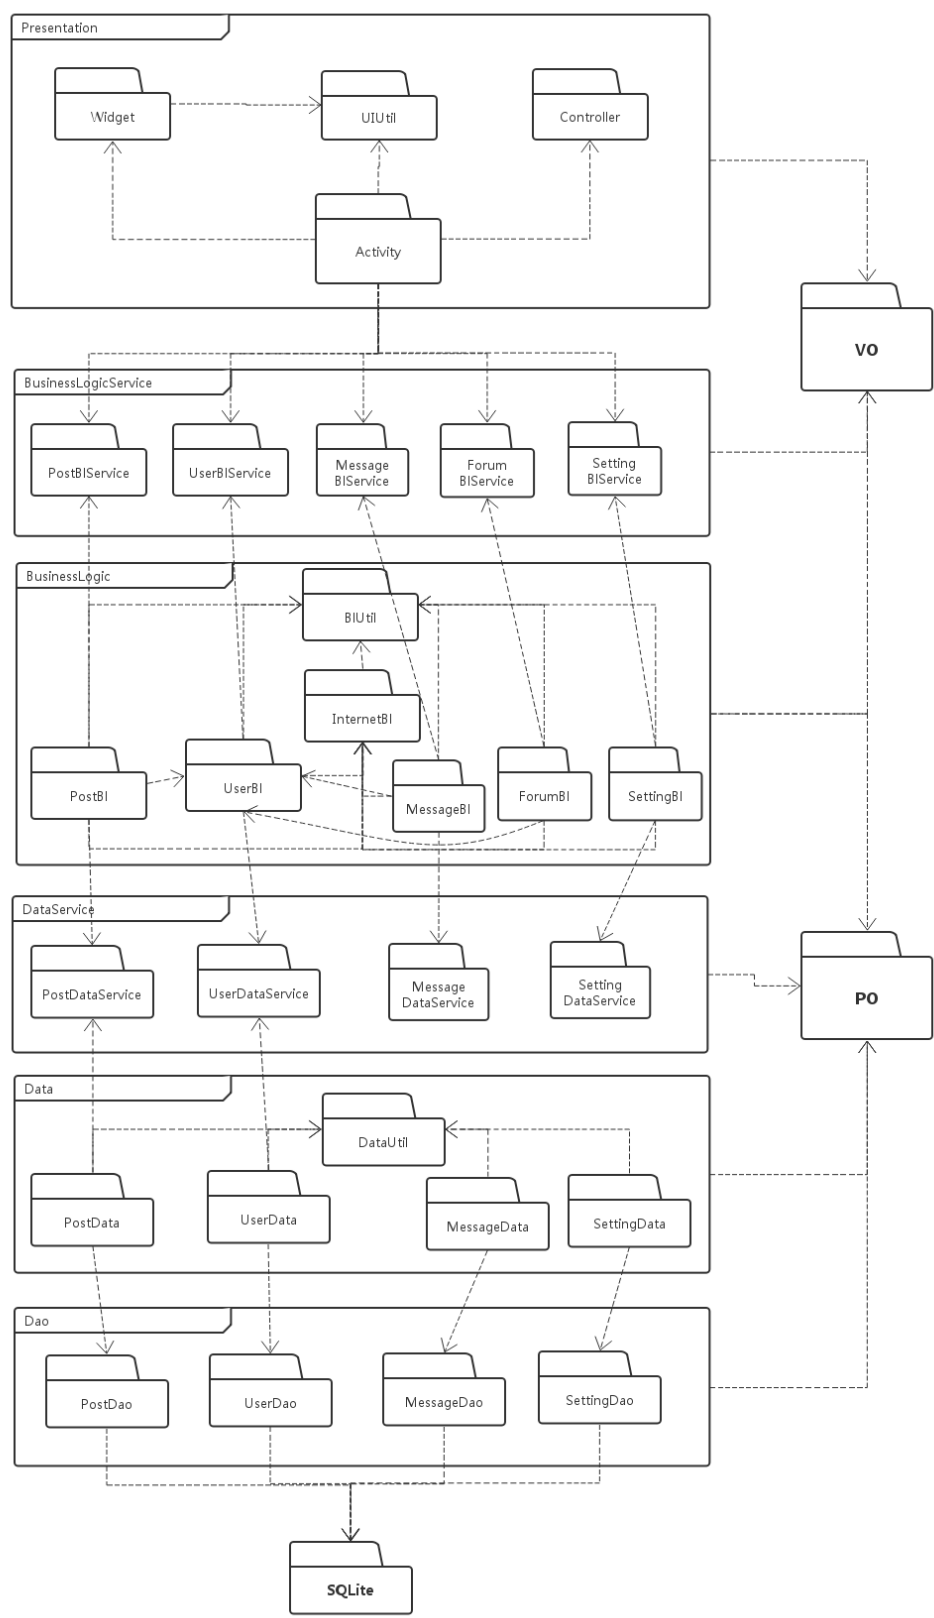 Presentation
Widget
UIUtil
Controller
Activity
VO
BusinessLogicService
PostBlService
UserBlService
Message
BlService
Forum
BlService
Setting
BlService
BusinessLogic
BlUtil
InternetBl
PostBl
UserBl
MessageBl
ForumBl
SettingBl
DataService
PostDataService
UserDataService
Message
DataService
Setting
DataService
PO
Data
DataUtil
PostData
UserData
MessageData
SettingData
Dao
PostDao
UserDao
MessageDao
SettingDao
SQLite